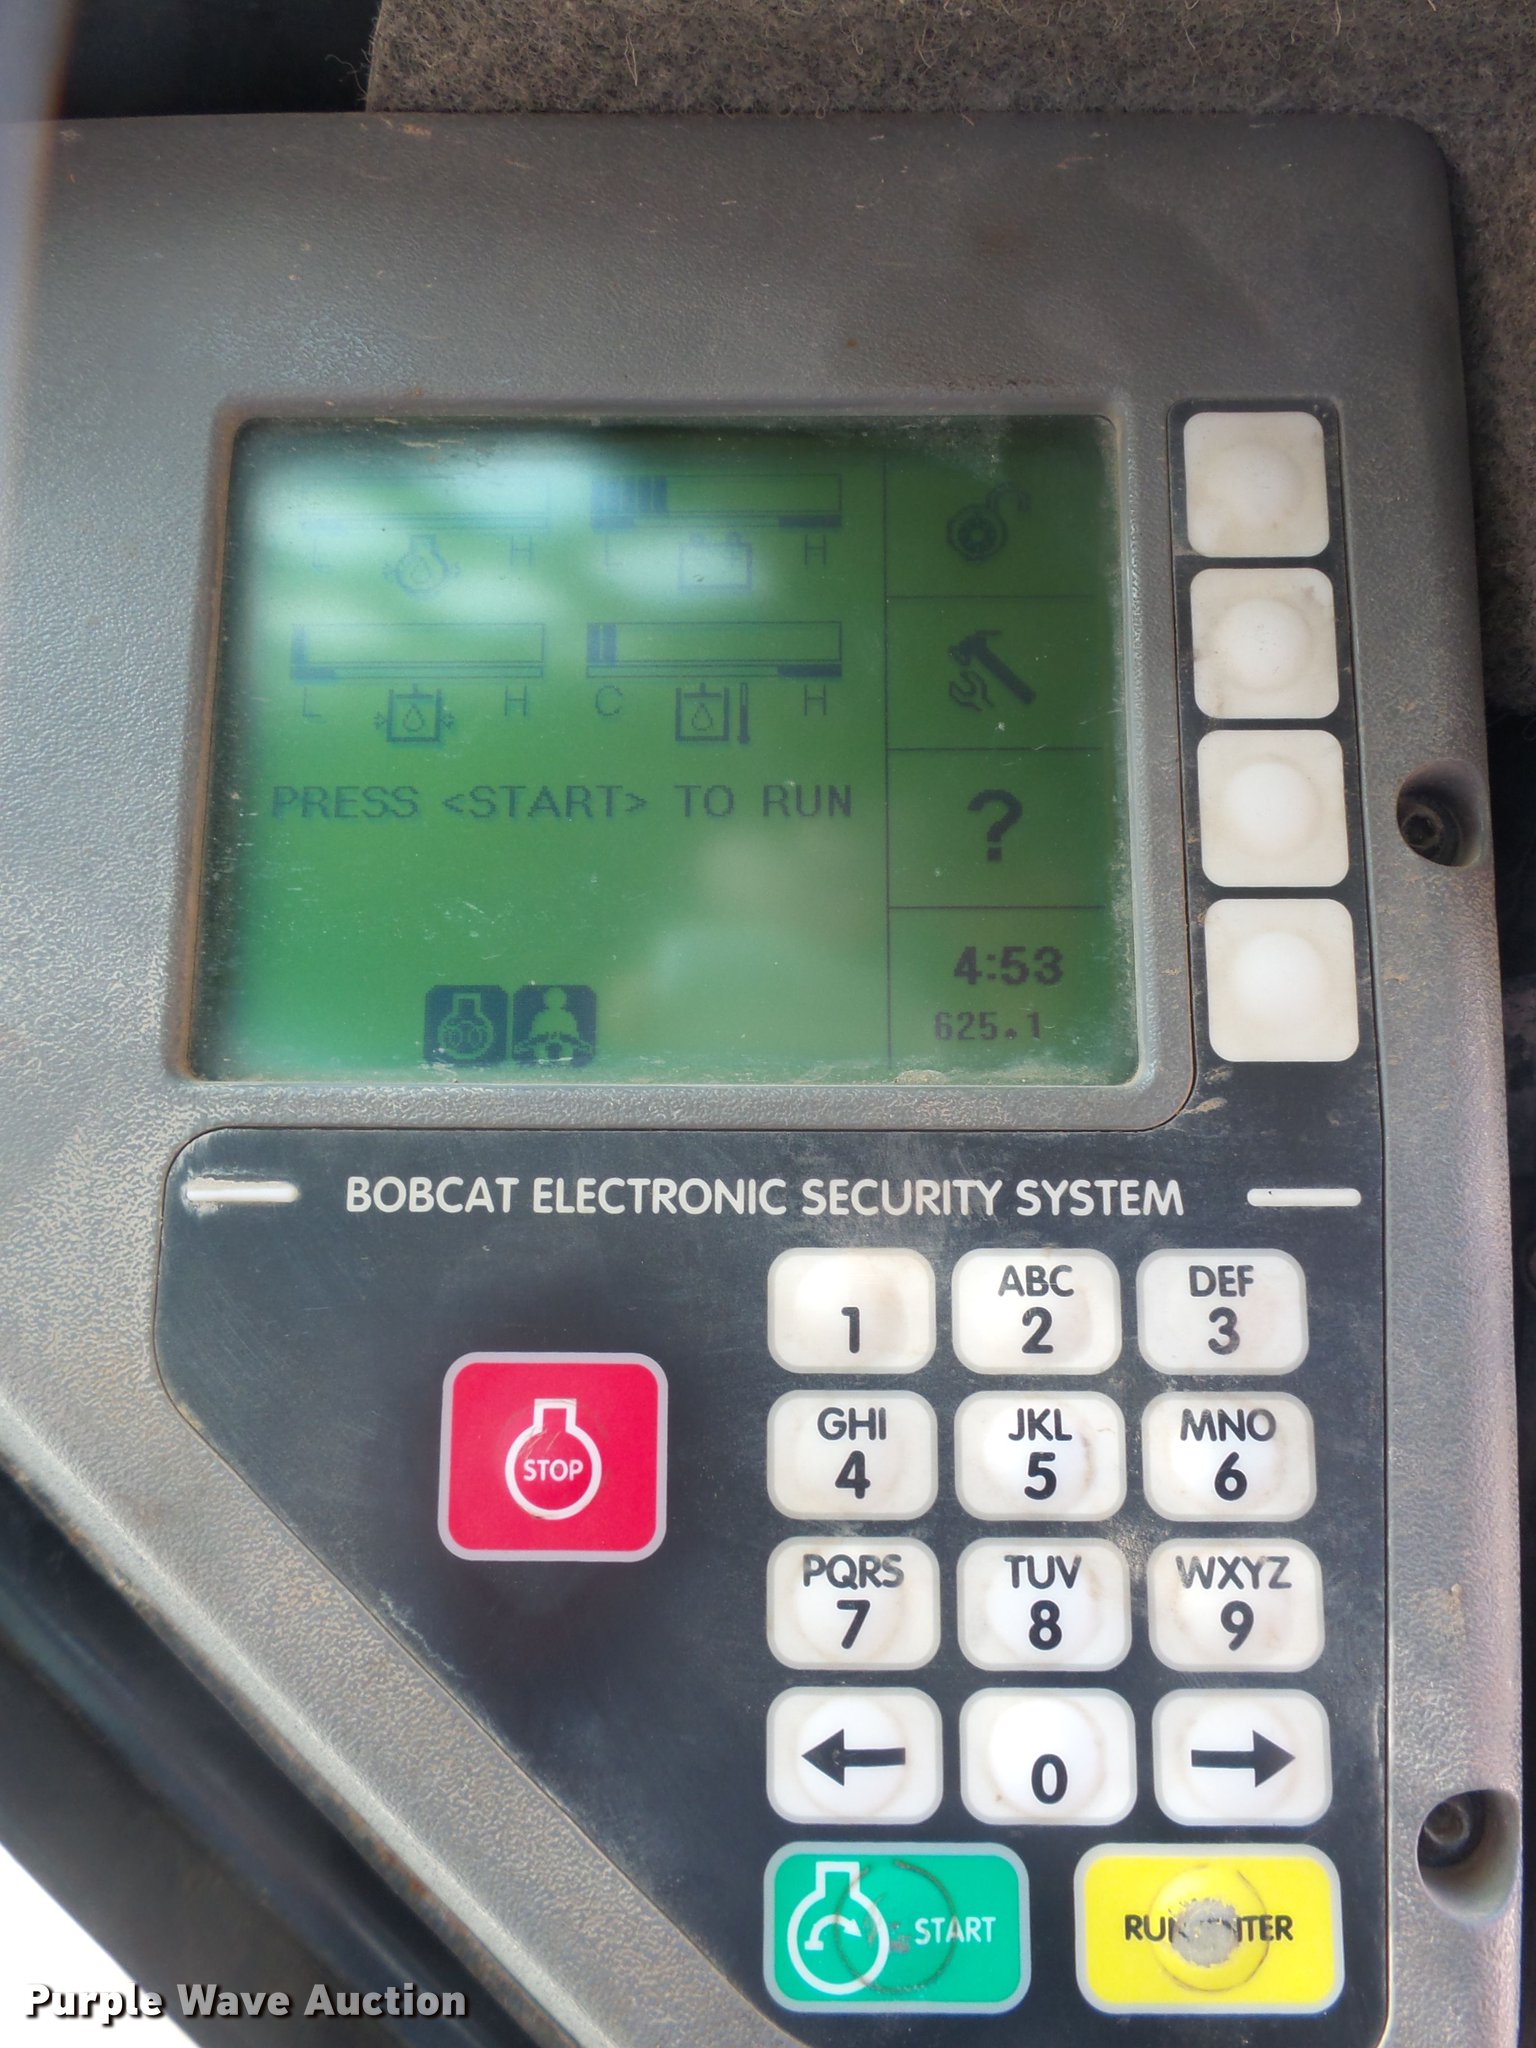 L H L H
L H C H
PRESS <START> TO RUN
?
4:53
625.1
BOBCAT ELECTRONIC SECURITY SYSTEM
STOP
1
ABC
2
DEF
3
GHI
4
JKL
5
MNO
6
PQRS
7
TUV
8
WXYZ
9
0
START
Purple Wave Auction